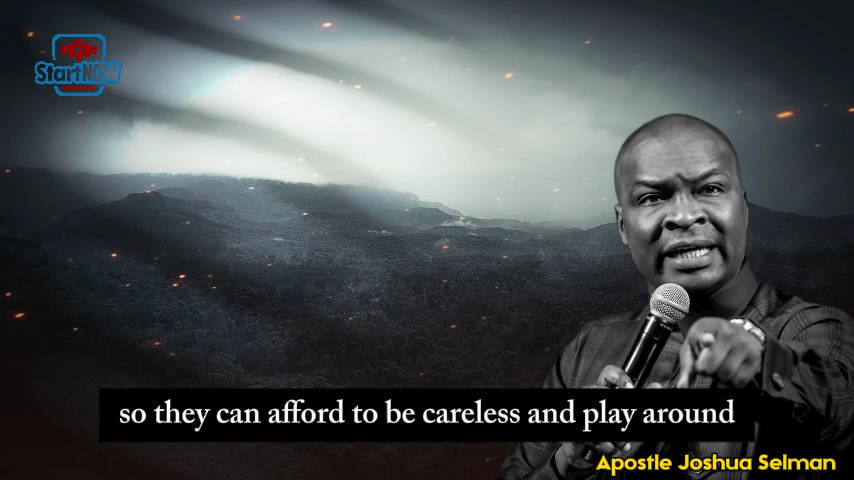 StartNOW
so they can afford to be careless and play around
Apostle Joshua Selman